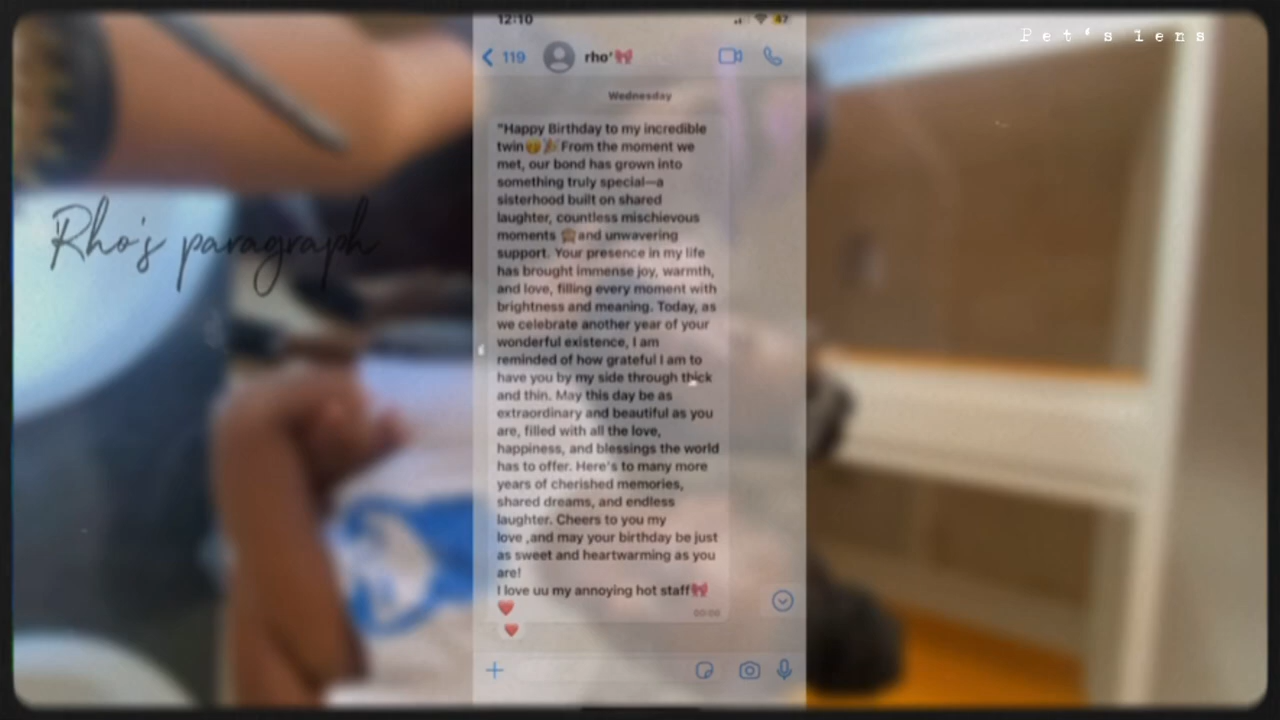 12:10
47
Pet's lens
119
rho'🎀
Wednesday
"Happy Birthday to my incredible
twin🥹🎉 From the moment we
met, our bond has grown into
something truly special—a
sisterhood built on shared
laughter, countless mischievous
moments 🙊and unwavering
support. Your presence in my life
has brought immense joy, warmth,
and love, filling every moment with
brightness and meaning. Today, as
we celebrate another year of your
wonderful existence, I am
reminded of how grateful I am to
have you by my side through thick
and thin. May this day be as
extraordinary and beautiful as you
are, filled with all the love,
happiness, and blessings the world
has to offer. Here's to many more
years of cherished memories,
shared dreams, and endless
laughter. Cheers to you my
love ,and may your birthday be just
as sweet and heartwarming as you
are!
I love uu my annoying hot staff🎀
❤️
00:00
❤️
Rho's paragraph